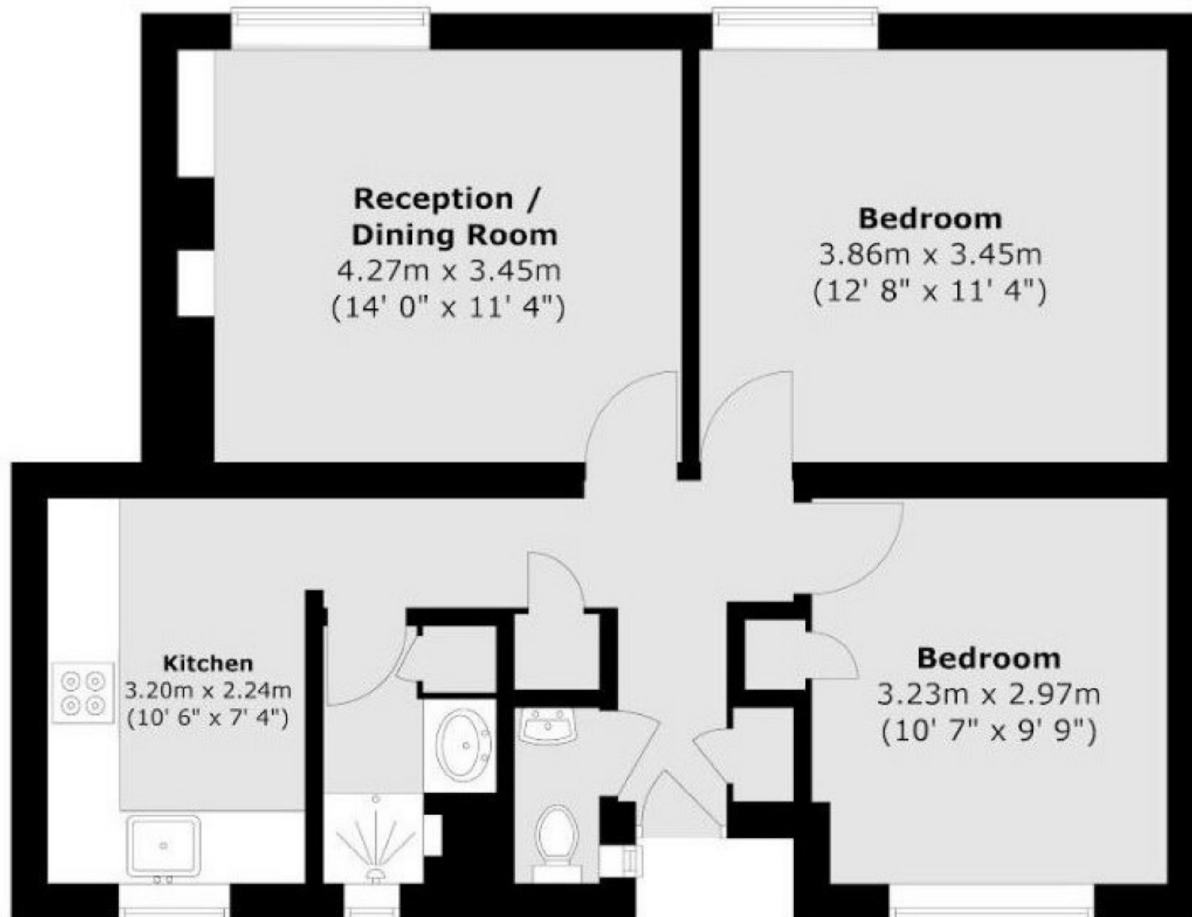 Reception /
Dining Room
4.27m x 3.45m
(14' 0" x 11' 4")
Bedroom
3.86m x 3.45m
(12' 8" x 11' 4")
Kitchen
3.20m x 2.24m
(10' 6" x 7' 4")
Bedroom
3.23m x 2.97m
(10' 7" x 9' 9")